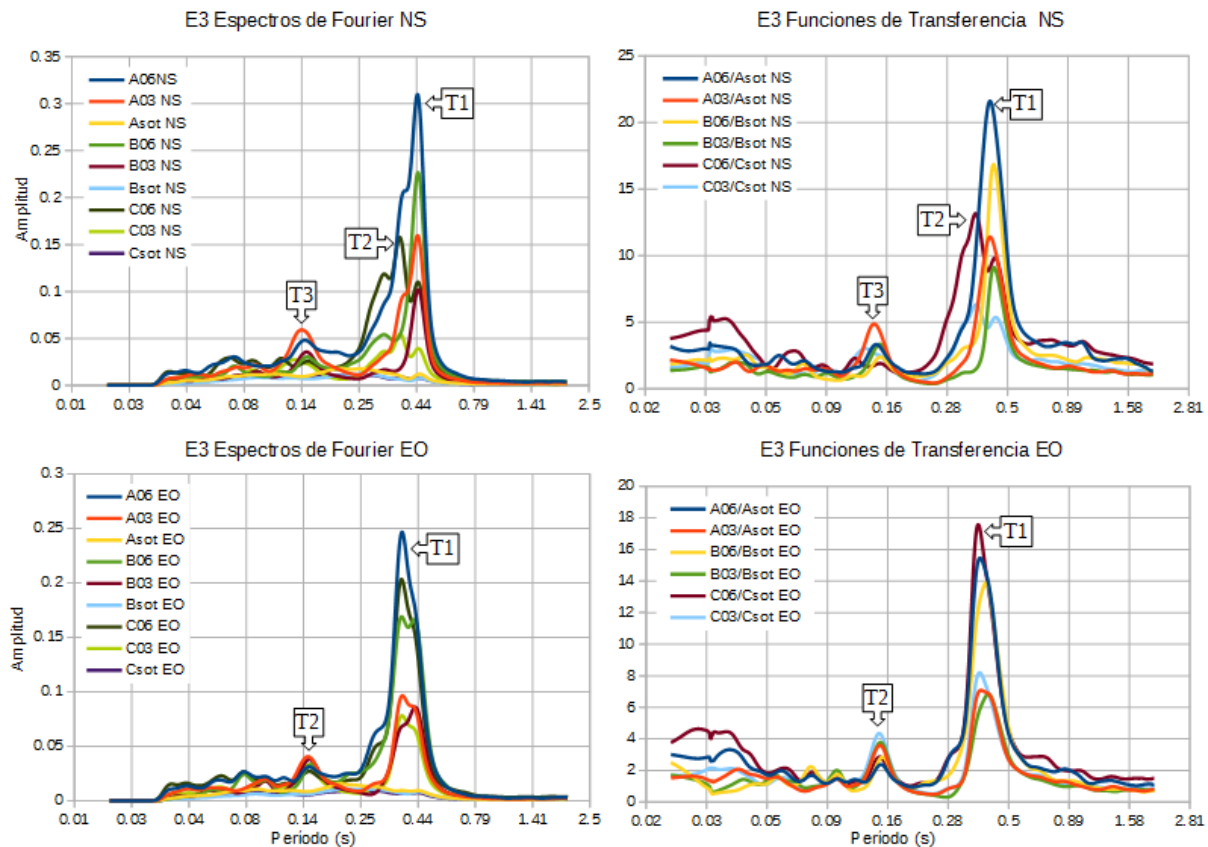 E3 Espectros de Fourier NS
0.35
0.3
0.25
0.2
0.15
0.1
0.05
0
Amplitud
A06NS
A03 NS
Asot NS
B06 NS
B03 NS
Bsot NS
C06 NS
C03 NS
Csot NS
T1
T2
T3
0.01 0.02 0.04 0.08 0.14 0.25 0.44 0.79 1.41 2.5
E3 Funciones de Transferencia NS
25
20
15
10
5
0
A06/Asot NS
A03/Asot NS
B06/Bsot NS
B03/Bsot NS
C06/Csot NS
C03/Csot NS
T1
T2
T3
0.02 0.03 0.05 0.09 0.16 0.28 0.5 0.89 1.58 2.81
E3 Espectros de Fourier EO
0.3
0.25
0.2
0.15
0.1
0.05
0
Amplitud
A06 EO
A03 EO
Asot EO
B06 EO
B03 EO
Bsot EO
C06 EO
C03 EO
Csot EO
T1
T2
0.01 0.02 0.04 0.08 0.14 0.25 0.44 0.79 1.41 2.5
Periodo (s)
E3 Funciones de Transferencia EO
20
18
16
14
12
10
8
6
4
2
0
A06/Asot EO
A03/Asot EO
B06/Bsot EO
B03/Bsot EO
C06/Csot EO
C03/Csot EO
T1
T2
0.02 0.03 0.05 0.09 0.16 0.28 0.5 0.89 1.58 2.81
Periodo (s)